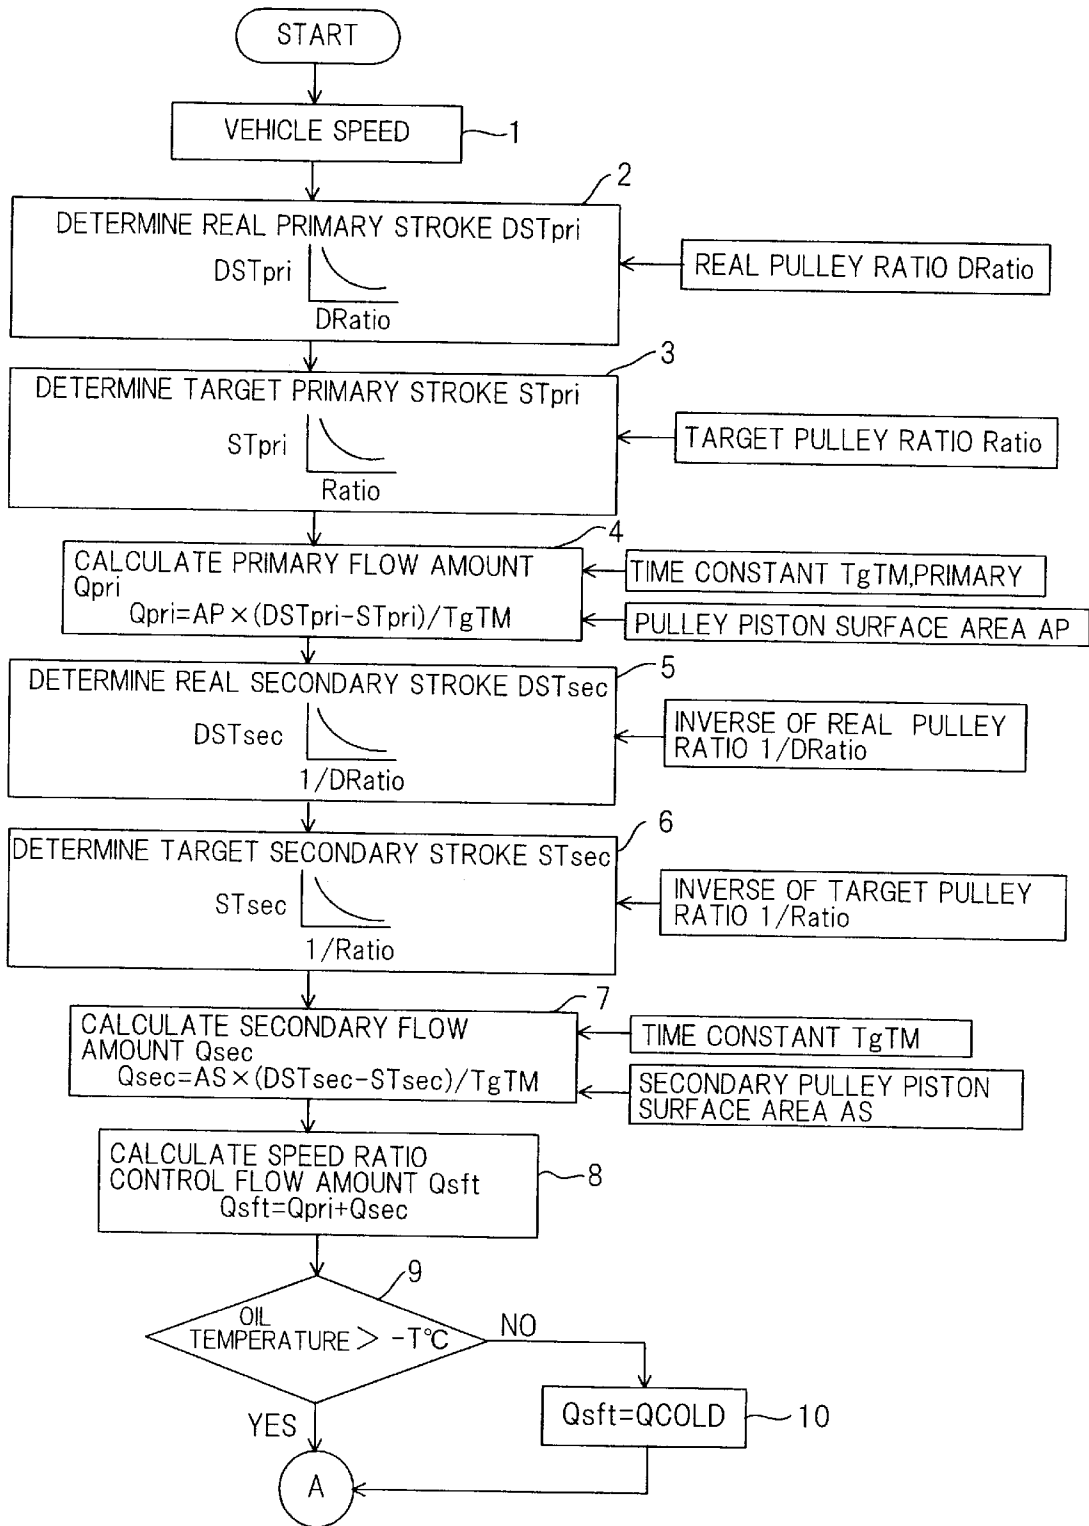 START
VEHICLE SPEED
1
2
DETERMINE REAL PRIMARY STROKE DSTpri
DSTpri
DRatio
REAL PULLEY RATIO DRatio
3
DETERMINE TARGET PRIMARY STROKE STpri
STpri
Ratio
TARGET PULLEY RATIO Ratio
4
CALCULATE PRIMARY FLOW AMOUNT
Qpri
Qpri=AP×(DSTpri-STpri)/TgTM
TIME CONSTANT TgTM,PRIMARY
PULLEY PISTON SURFACE AREA AP
5
DETERMINE REAL SECONDARY STROKE DSTsec
DSTsec
1/DRatio
INVERSE OF REAL PULLEY
RATIO 1/DRatio
6
DETERMINE TARGET SECONDARY STROKE STsec
STsec
1/Ratio
INVERSE OF TARGET PULLEY
RATIO 1/Ratio
7
CALCULATE SECONDARY FLOW
AMOUNT Qsec
Qsec=AS×(DSTsec-STsec)/TgTM
TIME CONSTANT TgTM
SECONDARY PULLEY PISTON
SURFACE AREA AS
CALCULATE SPEED RATIO
CONTROL FLOW AMOUNT Qsft
Qsft=Qpri+Qsec
8
9
OIL
TEMPERATURE > -T°C
NO
YES
Qsft=QCOLD
10
A